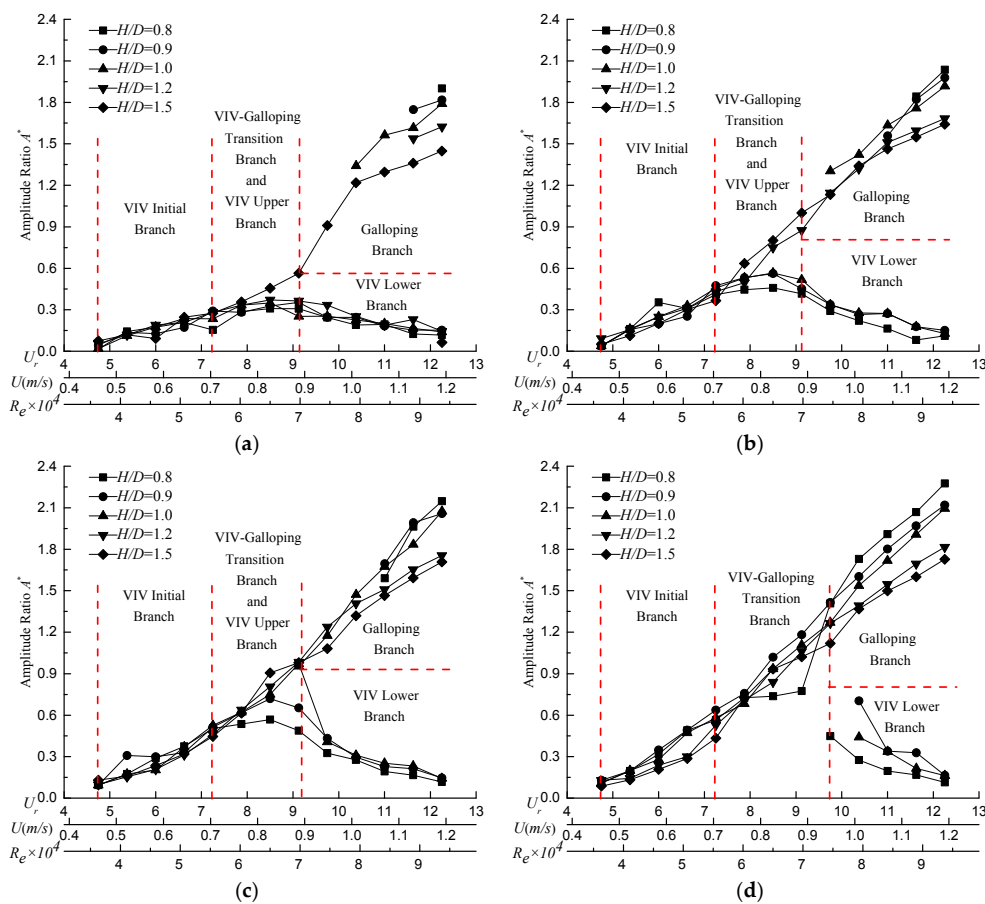 2.4
2.1
1.8
1.5
1.2
0.9
0.6
0.3
0.0
Amplitude Ratio A*
H/D=0.8
H/D=0.9
H/D=1.0
H/D=1.2
H/D=1.5
VIV Initial
Branch
VIV-Galloping
Transition
Branch
and
VIV Upper
Branch
Galloping
Branch
VIV Lower
Branch
4 5 6 7 8 9 10 11 12 13
U_r
0.4 0.5 0.6 0.7 0.8 0.9 1.0 1.1 1.2
U(m/s)
R_e×10^4
4 5 6 7 8 9
(a)
2.4
2.1
1.8
1.5
1.2
0.9
0.6
0.3
0.0
Amplitude Ratio A*
H/D=0.8
H/D=0.9
H/D=1.0
H/D=1.2
H/D=1.5
VIV Initial
Branch
VIV-Galloping
Transition
Branch
and
VIV Upper
Branch
Galloping
Branch
VIV Lower
Branch
4 5 6 7 8 9 10 11 12 13
U_r
0.4 0.5 0.6 0.7 0.8 0.9 1.0 1.1 1.2
U(m/s)
R_e×10^4
4 5 6 7 8 9
(b)
2.4
2.1
1.8
1.5
1.2
0.9
0.6
0.3
0.0
Amplitude Ratio A*
H/D=0.8
H/D=0.9
H/D=1.0
H/D=1.2
H/D=1.5
VIV Initial
Branch
VIV-Galloping
Transition
Branch
and
VIV Upper
Branch
Galloping
Branch
VIV Lower
Branch
4 5 6 7 8 9 10 11 12 13
U_r
0.4 0.5 0.6 0.7 0.8 0.9 1.0 1.1 1.2
U(m/s)
R_e×10^4
4 5 6 7 8 9
(c)
2.4
2.1
1.8
1.5
1.2
0.9
0.6
0.3
0.0
Amplitude Ratio A*
H/D=0.8
H/D=0.9
H/D=1.0
H/D=1.2
H/D=1.5
VIV Initial
Branch
VIV-Galloping
Transition
Branch
Galloping
Branch
VIV Lower
Branch
4 5 6 7 8 9 10 11 12 13
U_r
0.4 0.5 0.6 0.7 0.8 0.9 1.0 1.1 1.2
U(m/s)
R_e×10^4
4 5 6 7 8 9
(d)